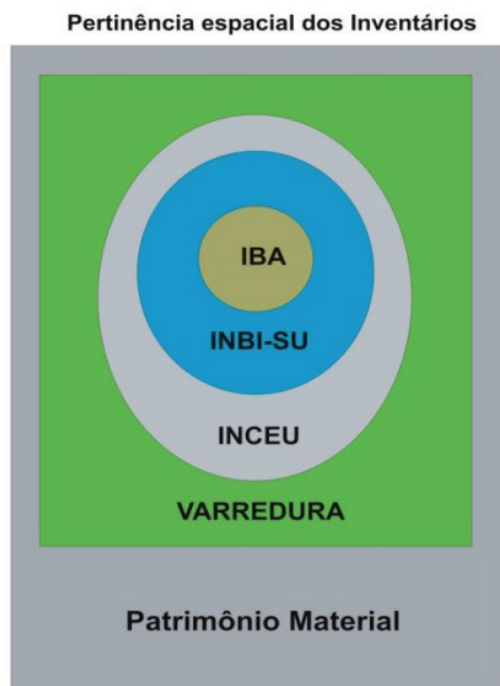 Pertinência espacial dos Inventários
IBA
INBI-SU
INCEU
VARREDURA
Patrimônio Material